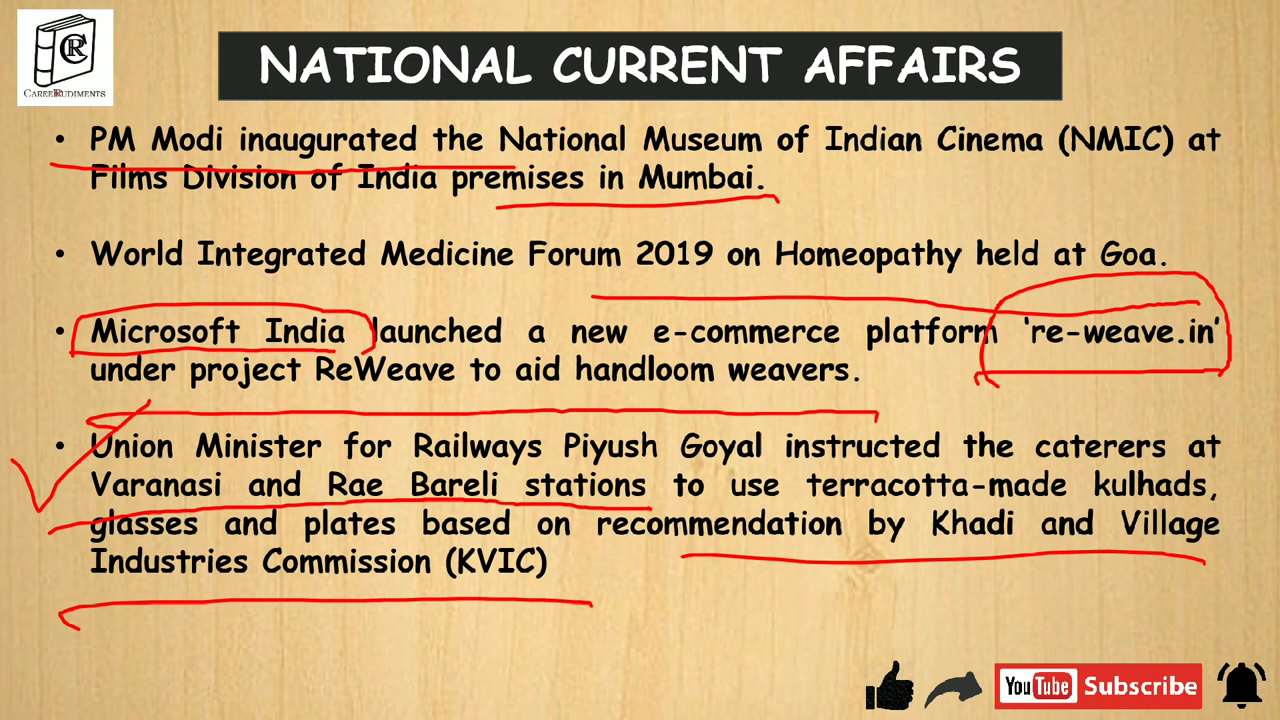 CR
CAREERUDIMENTS
NATIONAL CURRENT AFFAIRS
• PM Modi inaugurated the National Museum of Indian Cinema (NMIC) at
Films Division of India premises in Mumbai.
• World Integrated Medicine Forum 2019 on Homeopathy held at Goa.
• Microsoft India launched a new e-commerce platform ‘re-weave.in’
under project ReWeave to aid handloom weavers.
• Union Minister for Railways Piyush Goyal instructed the caterers at
Varanasi and Rae Bareli stations to use terracotta-made kulhads,
glasses and plates based on recommendation by Khadi and Village
Industries Commission (KVIC)
YouTube Subscribe